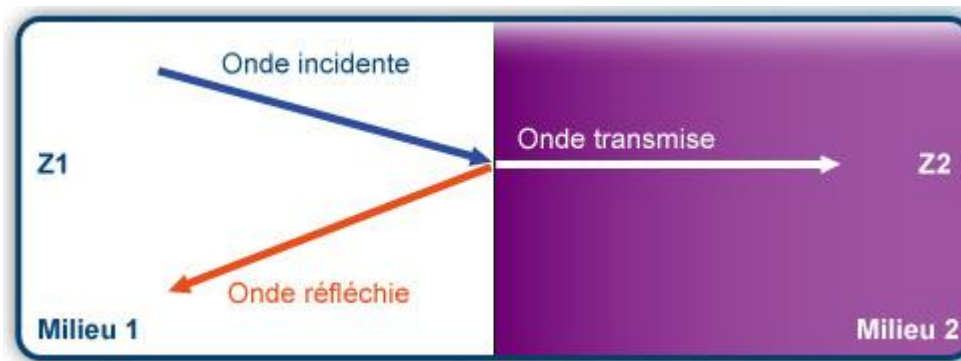 Onde incidente
Onde transmise
Z1
Z2
Onde réfléchie
Milieu 1
Milieu 2